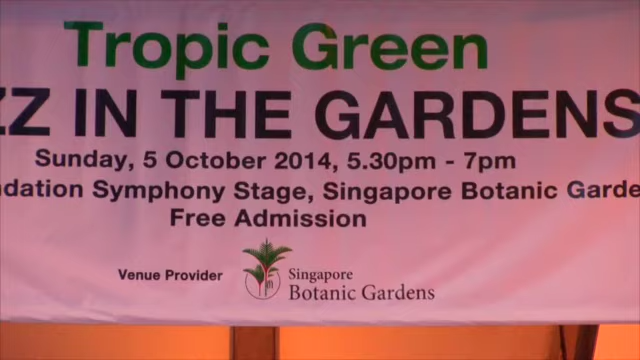 Tropic Green
ZZ IN THE GARDENS
Sunday, 5 October 2014, 5.30pm - 7pm
dation Symphony Stage, Singapore Botanic Garde
Free Admission
Venue Provider
Singapore
Botanic Gardens